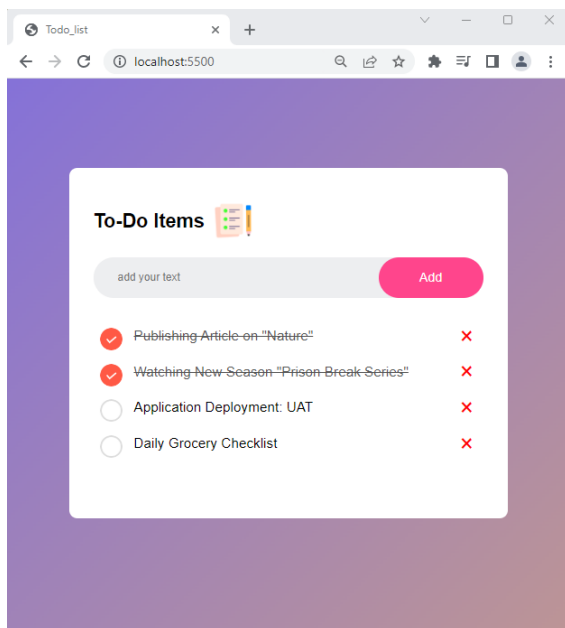 Todo_list
localhost:5500
To-Do Items
add your text
Add
Publishing Article on "Nature"
Watching New Season "Prison Break Series"
Application Deployment: UAT
Daily Grocery Checklist